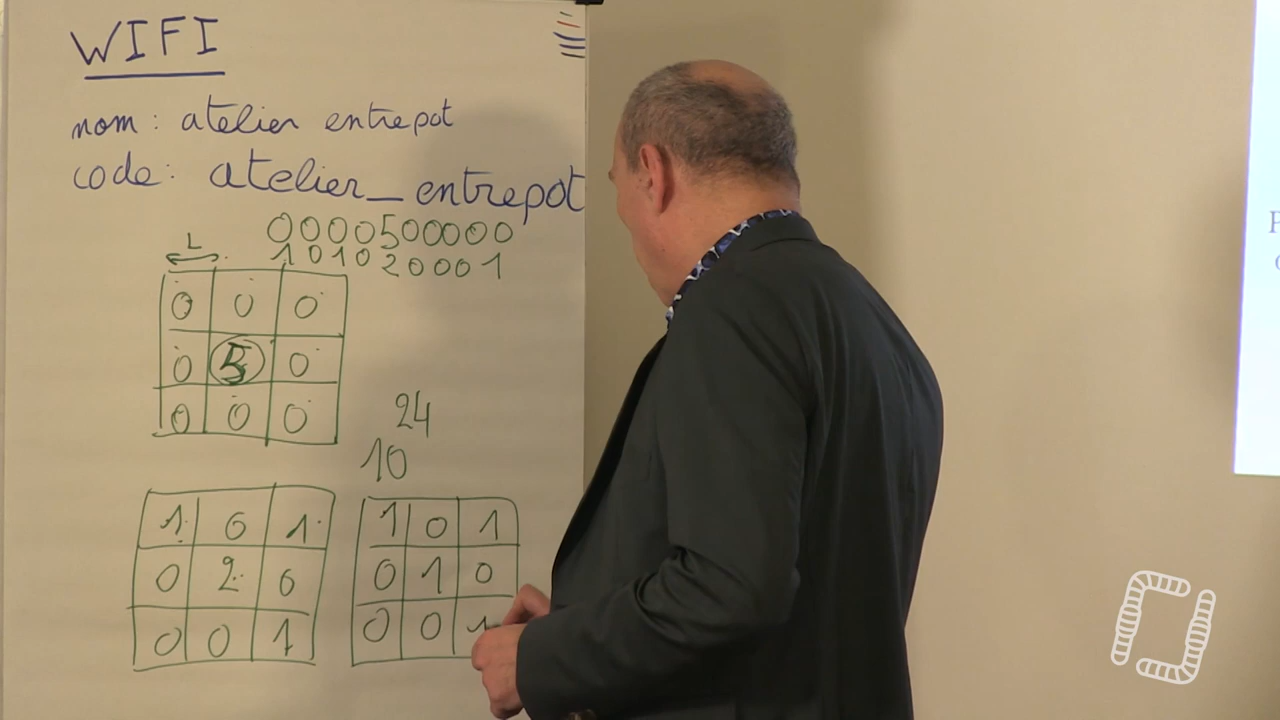 WIFI
nom: atelier entrepot
code: atelier_entrepot
0000500000
1010200001
L
0 0 0
0 5 0
0 0 0
24
10
1 0 1
0 2 0
0 0 1
1 0 1
0 1 0
0 0 1